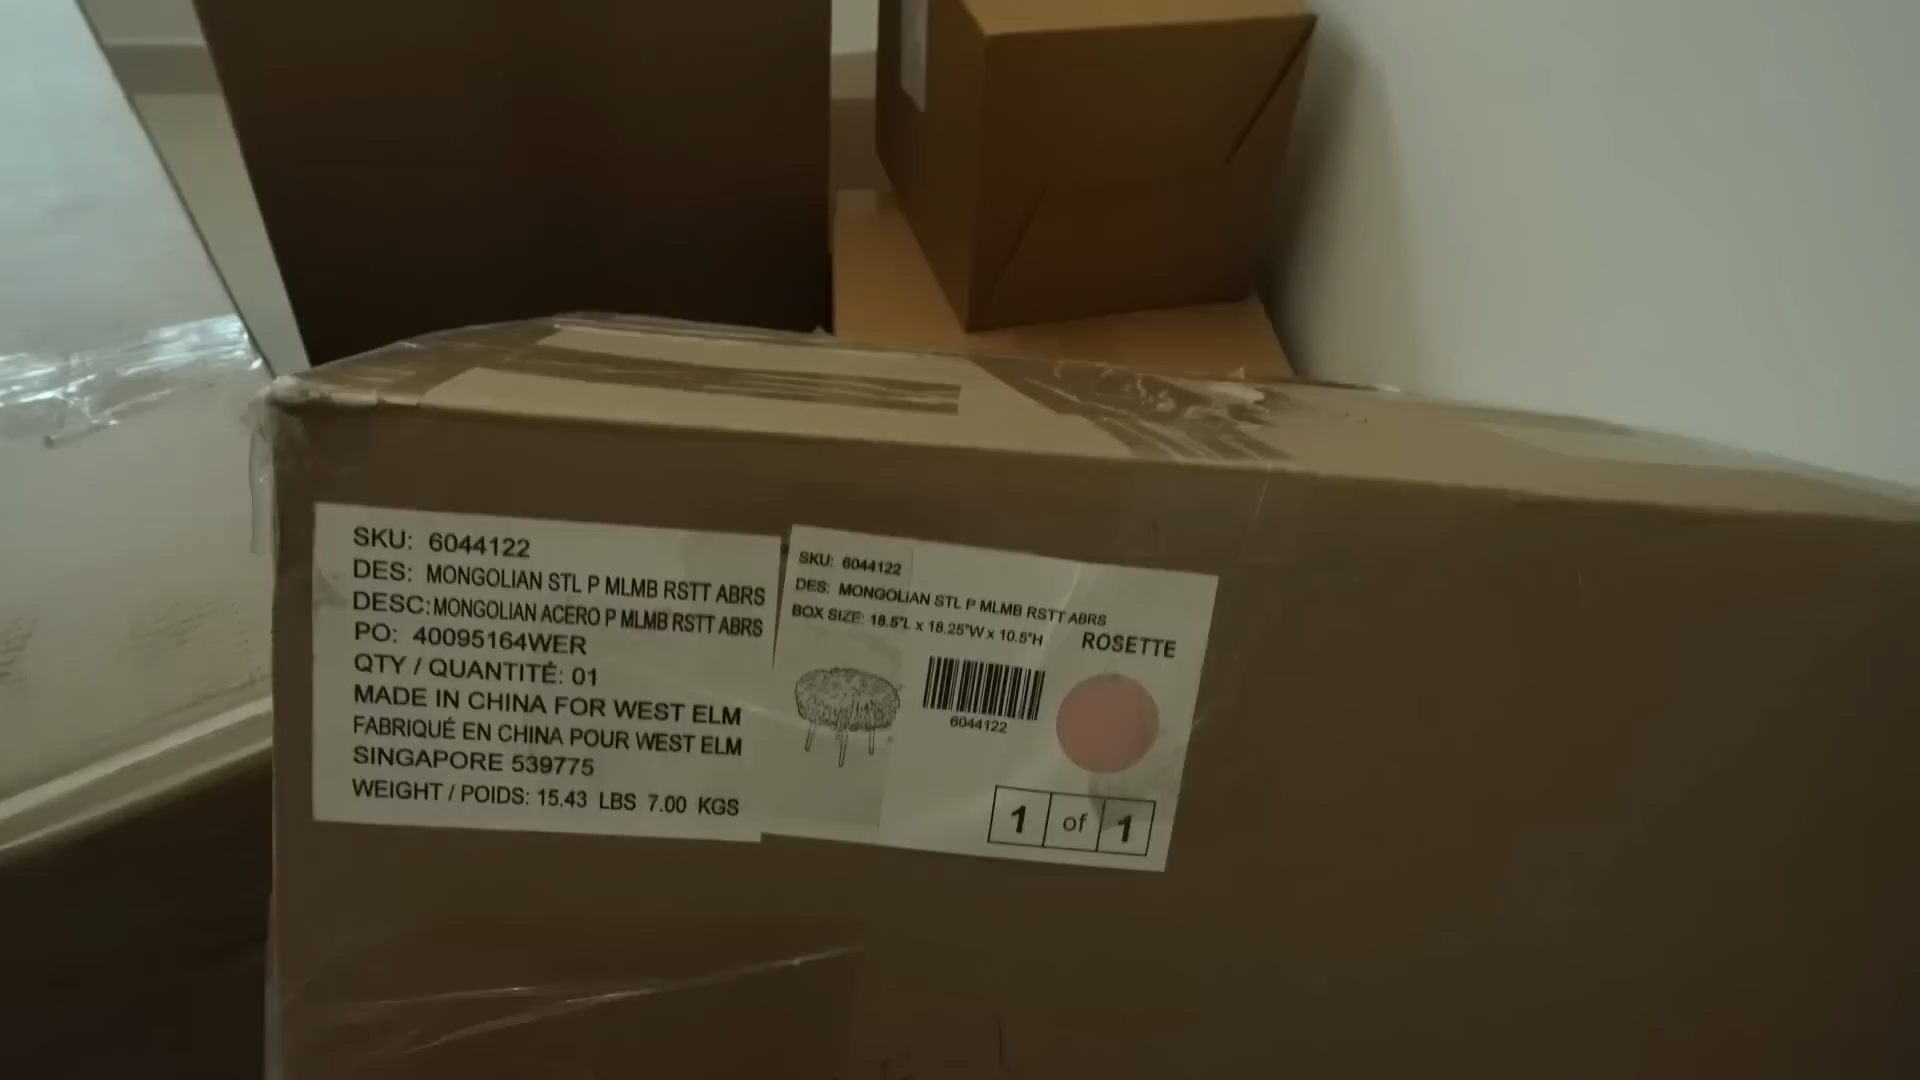 SKU: 6044122
DES: MONGOLIAN STL P MLMB RSTT ABRS
DESC:MONGOLIAN ACERO P MLMB RSTT ABRS
PO: 40095164WER
QTY / QUANTITÉ: 01
MADE IN CHINA FOR WEST ELM
FABRIQUÉ EN CHINA POUR WEST ELM
SINGAPORE 539775
WEIGHT / POIDS: 15.43 LBS 7.00 KGS
SKU: 6044122
DES: MONGOLIAN STL P MLMB RSTT ABRS
BOX SIZE: 18.5"L x 18.25"W x 10.5"H
ROSETTE
6044122
1 of 1